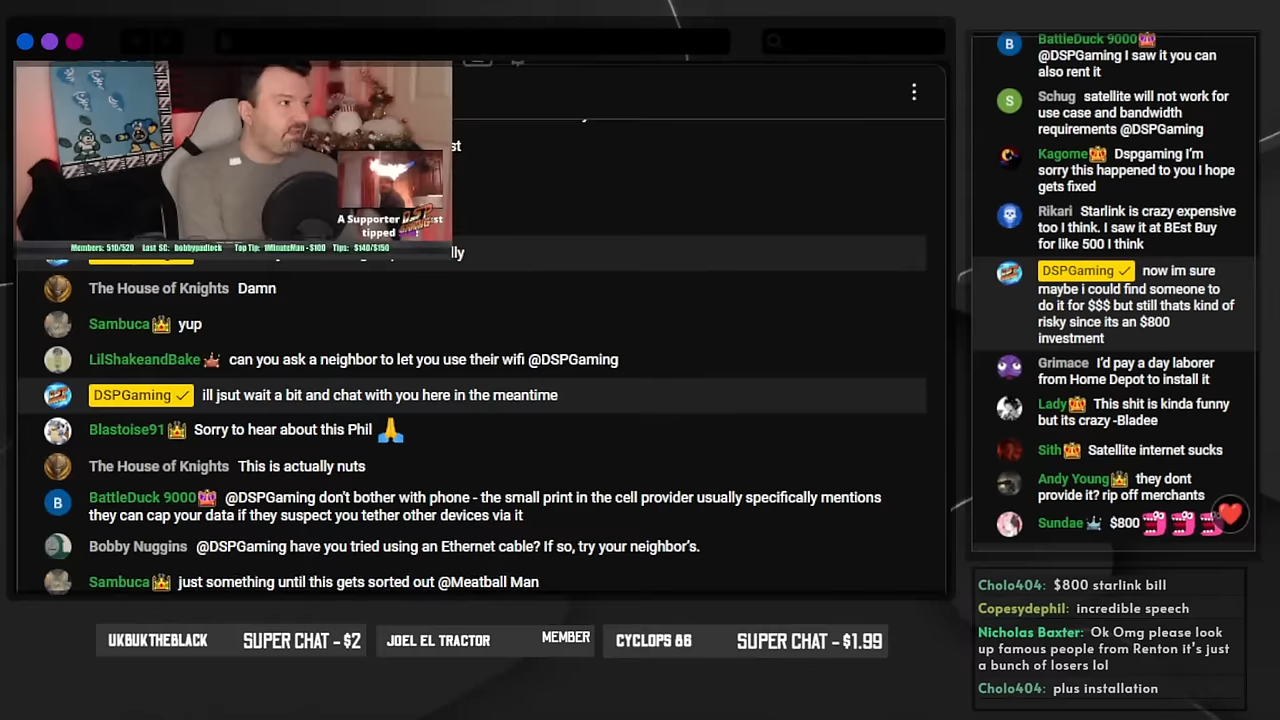 A Supporter
st
tipped
DSP
GAMING
Members: 510/520 Last SC: bobbypadlock Top Tip: 1MinuteMan - $100 Tips: $140/$150
st
lly
The House of Knights Damn
Sambuca yup
LilShakeandBake can you ask a neighbor to let you use their wifi @DSPGaming
DSPGaming ill jsut wait a bit and chat with you here in the meantime
Blastoise91 Sorry to hear about this Phil 🙏
The House of Knights This is actually nuts
B
BattleDuck 9000 @DSPGaming don't bother with phone - the small print in the cell provider usually specifically mentions
they can cap your data if they suspect you tether other devices via it
Bobby Nuggins @DSPGaming have you tried using an Ethernet cable? If so, try your neighbor's.
Sambuca just something until this gets sorted out @Meatball Man
UKBUKTHEBLACK SUPER CHAT - $2
JOEL EL TRACTOR MEMBER
CYCLOPS 86 SUPER CHAT - $1.99
B
BattleDuck 9000
@DSPGaming I saw it you can
also rent it
S
Schug satellite will not work for
use case and bandwidth
requirements @DSPGaming
Kagome Dspgaming I'm
sorry this happened to you I hope
gets fixed
Rikari Starlink is crazy expensive
too I think. I saw it at BEst Buy
for like 500 I think
DSPGaming now im sure
maybe i could find someone to
do it for $$$ but still thats kind of
risky since its an $800
investment
Grimace I'd pay a day laborer
from Home Depot to install it
Lady This shit is kinda funny
but its crazy -Bladee
Sith Satellite internet sucks
Andy Young they dont
provide it? rip off merchants
Sundae $800
Cholo404: $800 starlink bill
Copesydephil: incredible speech
Nicholas Baxter: Ok Omg please look
up famous people from Renton it's just
a bunch of losers lol
Cholo404: plus installation